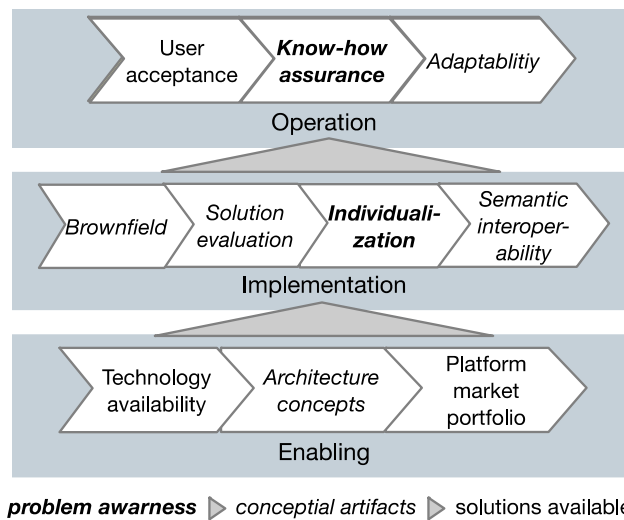 User
acceptance
Know-how
assurance
Adaptablitiy
Operation
Brownfield
Solution
evaluation
Individuali-
zation
Semantic
interoper-
ability
Implementation
Technology
availability
Architecture
concepts
Platform
market
portfolio
Enabling
problem awarness conceptial artifacts solutions available